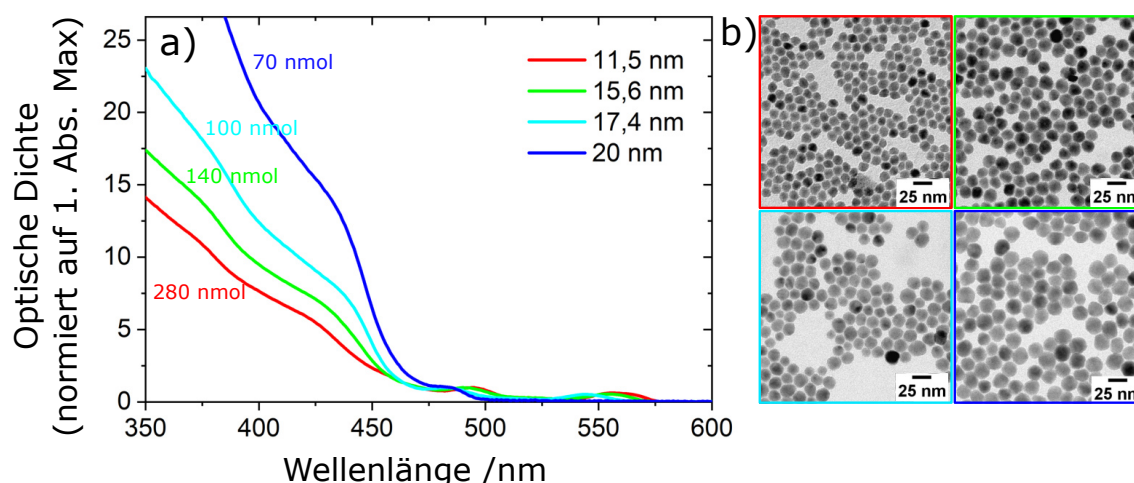 a)
Optische Dichte
(normiert auf 1. Abs. Max)
25
20
15
10
5
0
70 nmol
100 nmol
140 nmol
280 nmol
11,5 nm
15,6 nm
17,4 nm
20 nm
350 400 450 500 550 600
Wellenlänge /nm
b)
25 nm
25 nm
25 nm
25 nm